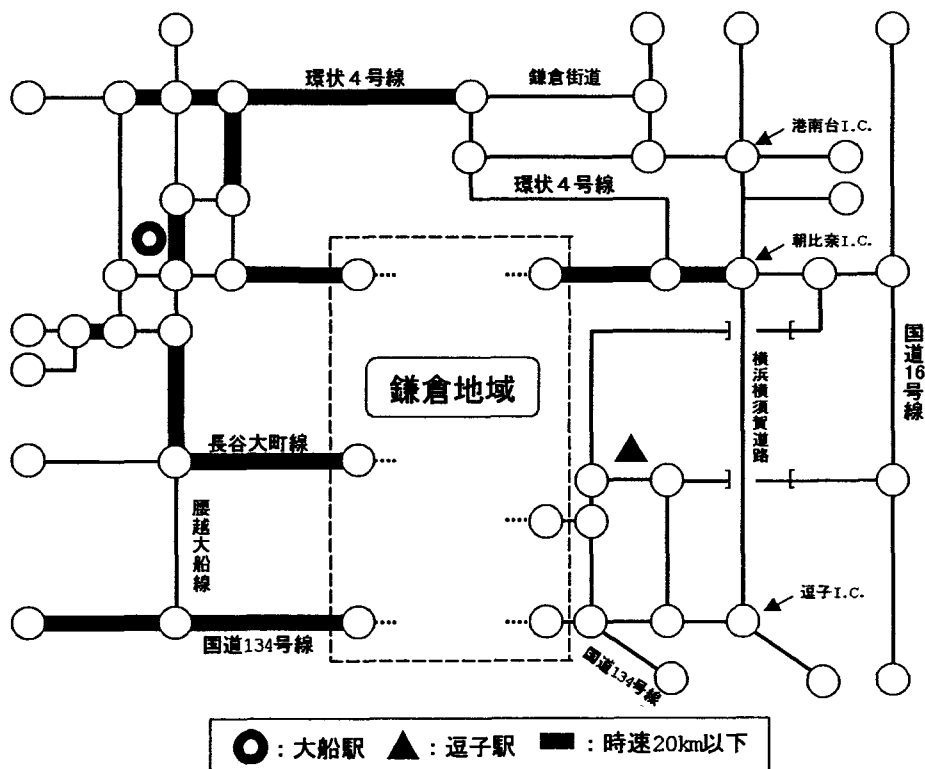 環状４号線
鎌倉街道
港南台I.C.
環状４号線
朝比奈I.C.
国道16号線
横浜横須賀道路
鎌倉地域
長谷大町線
腰越大船線
逗子I.C.
国道134号線
国道134号線
：大船駅 ：逗子駅 ：時速20km以下